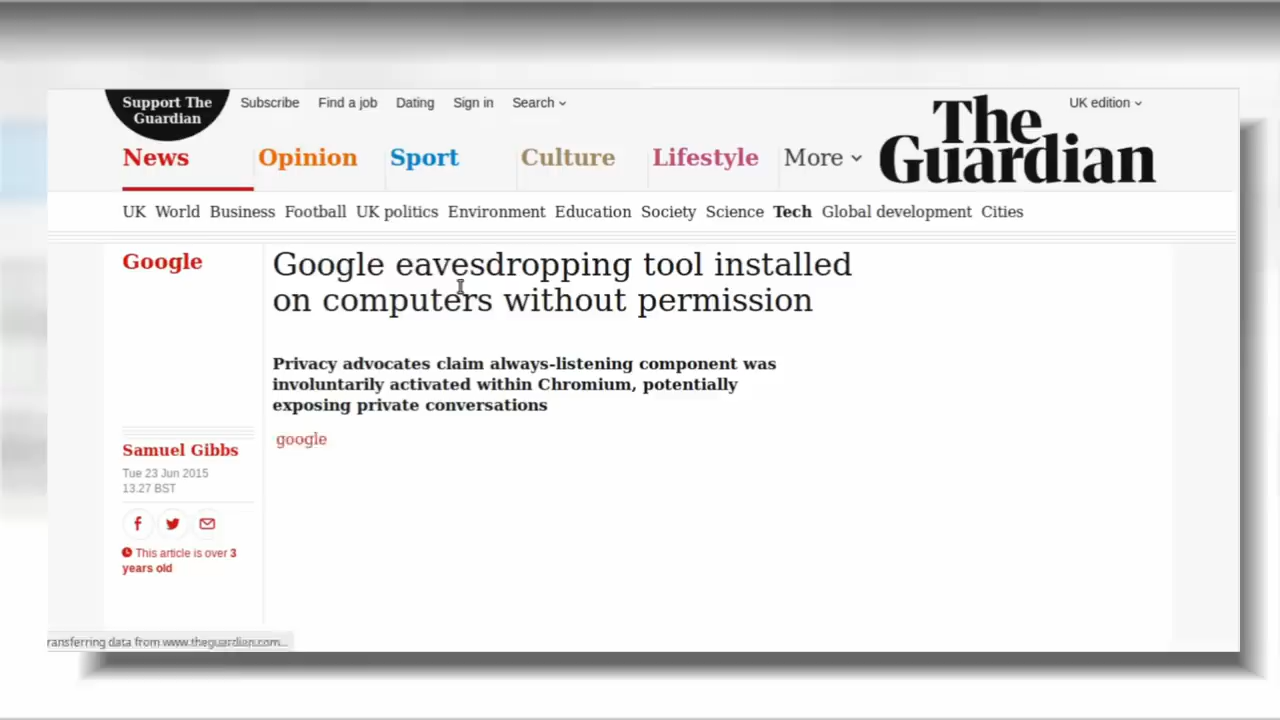 Support The
Guardian
Subscribe Find a job Dating Sign in Search
UK edition
The
Guardian
News Opinion Sport Culture Lifestyle More
UK World Business Football UK politics Environment Education Society Science Tech Global development Cities
Google
Google eavesdropping tool installed
on computers without permission
Privacy advocates claim always-listening component was
involuntarily activated within Chromium, potentially
exposing private conversations
google
Samuel Gibbs
Tue 23 Jun 2015
13.27 BST
This article is over 3
years old
ransferring data from www.theguardian.com...